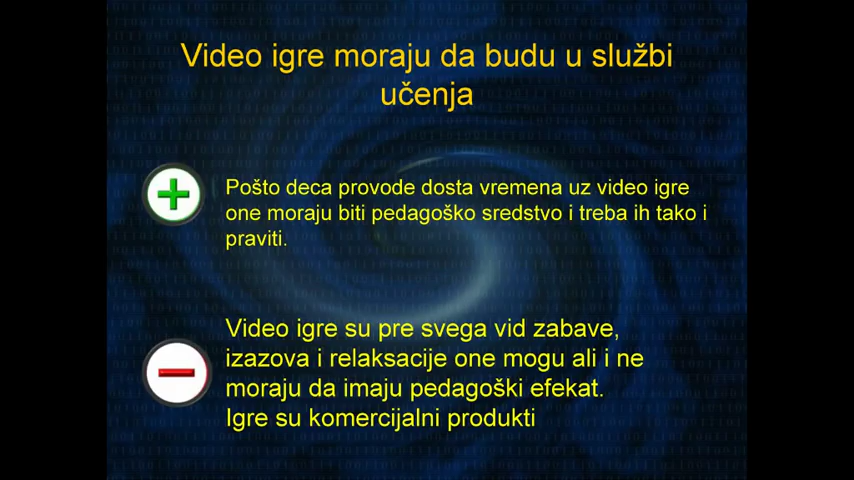 Video igre moraju da budu u službi
učenja
Pošto deca provode dosta vremena uz video igre
one moraju biti pedagoško sredstvo i treba ih tako i
praviti.
Video igre su pre svega vid zabave,
izazova i relaksacije one mogu ali i ne
moraju da imaju pedagoški efekat.
Igre su komercijalni produkti